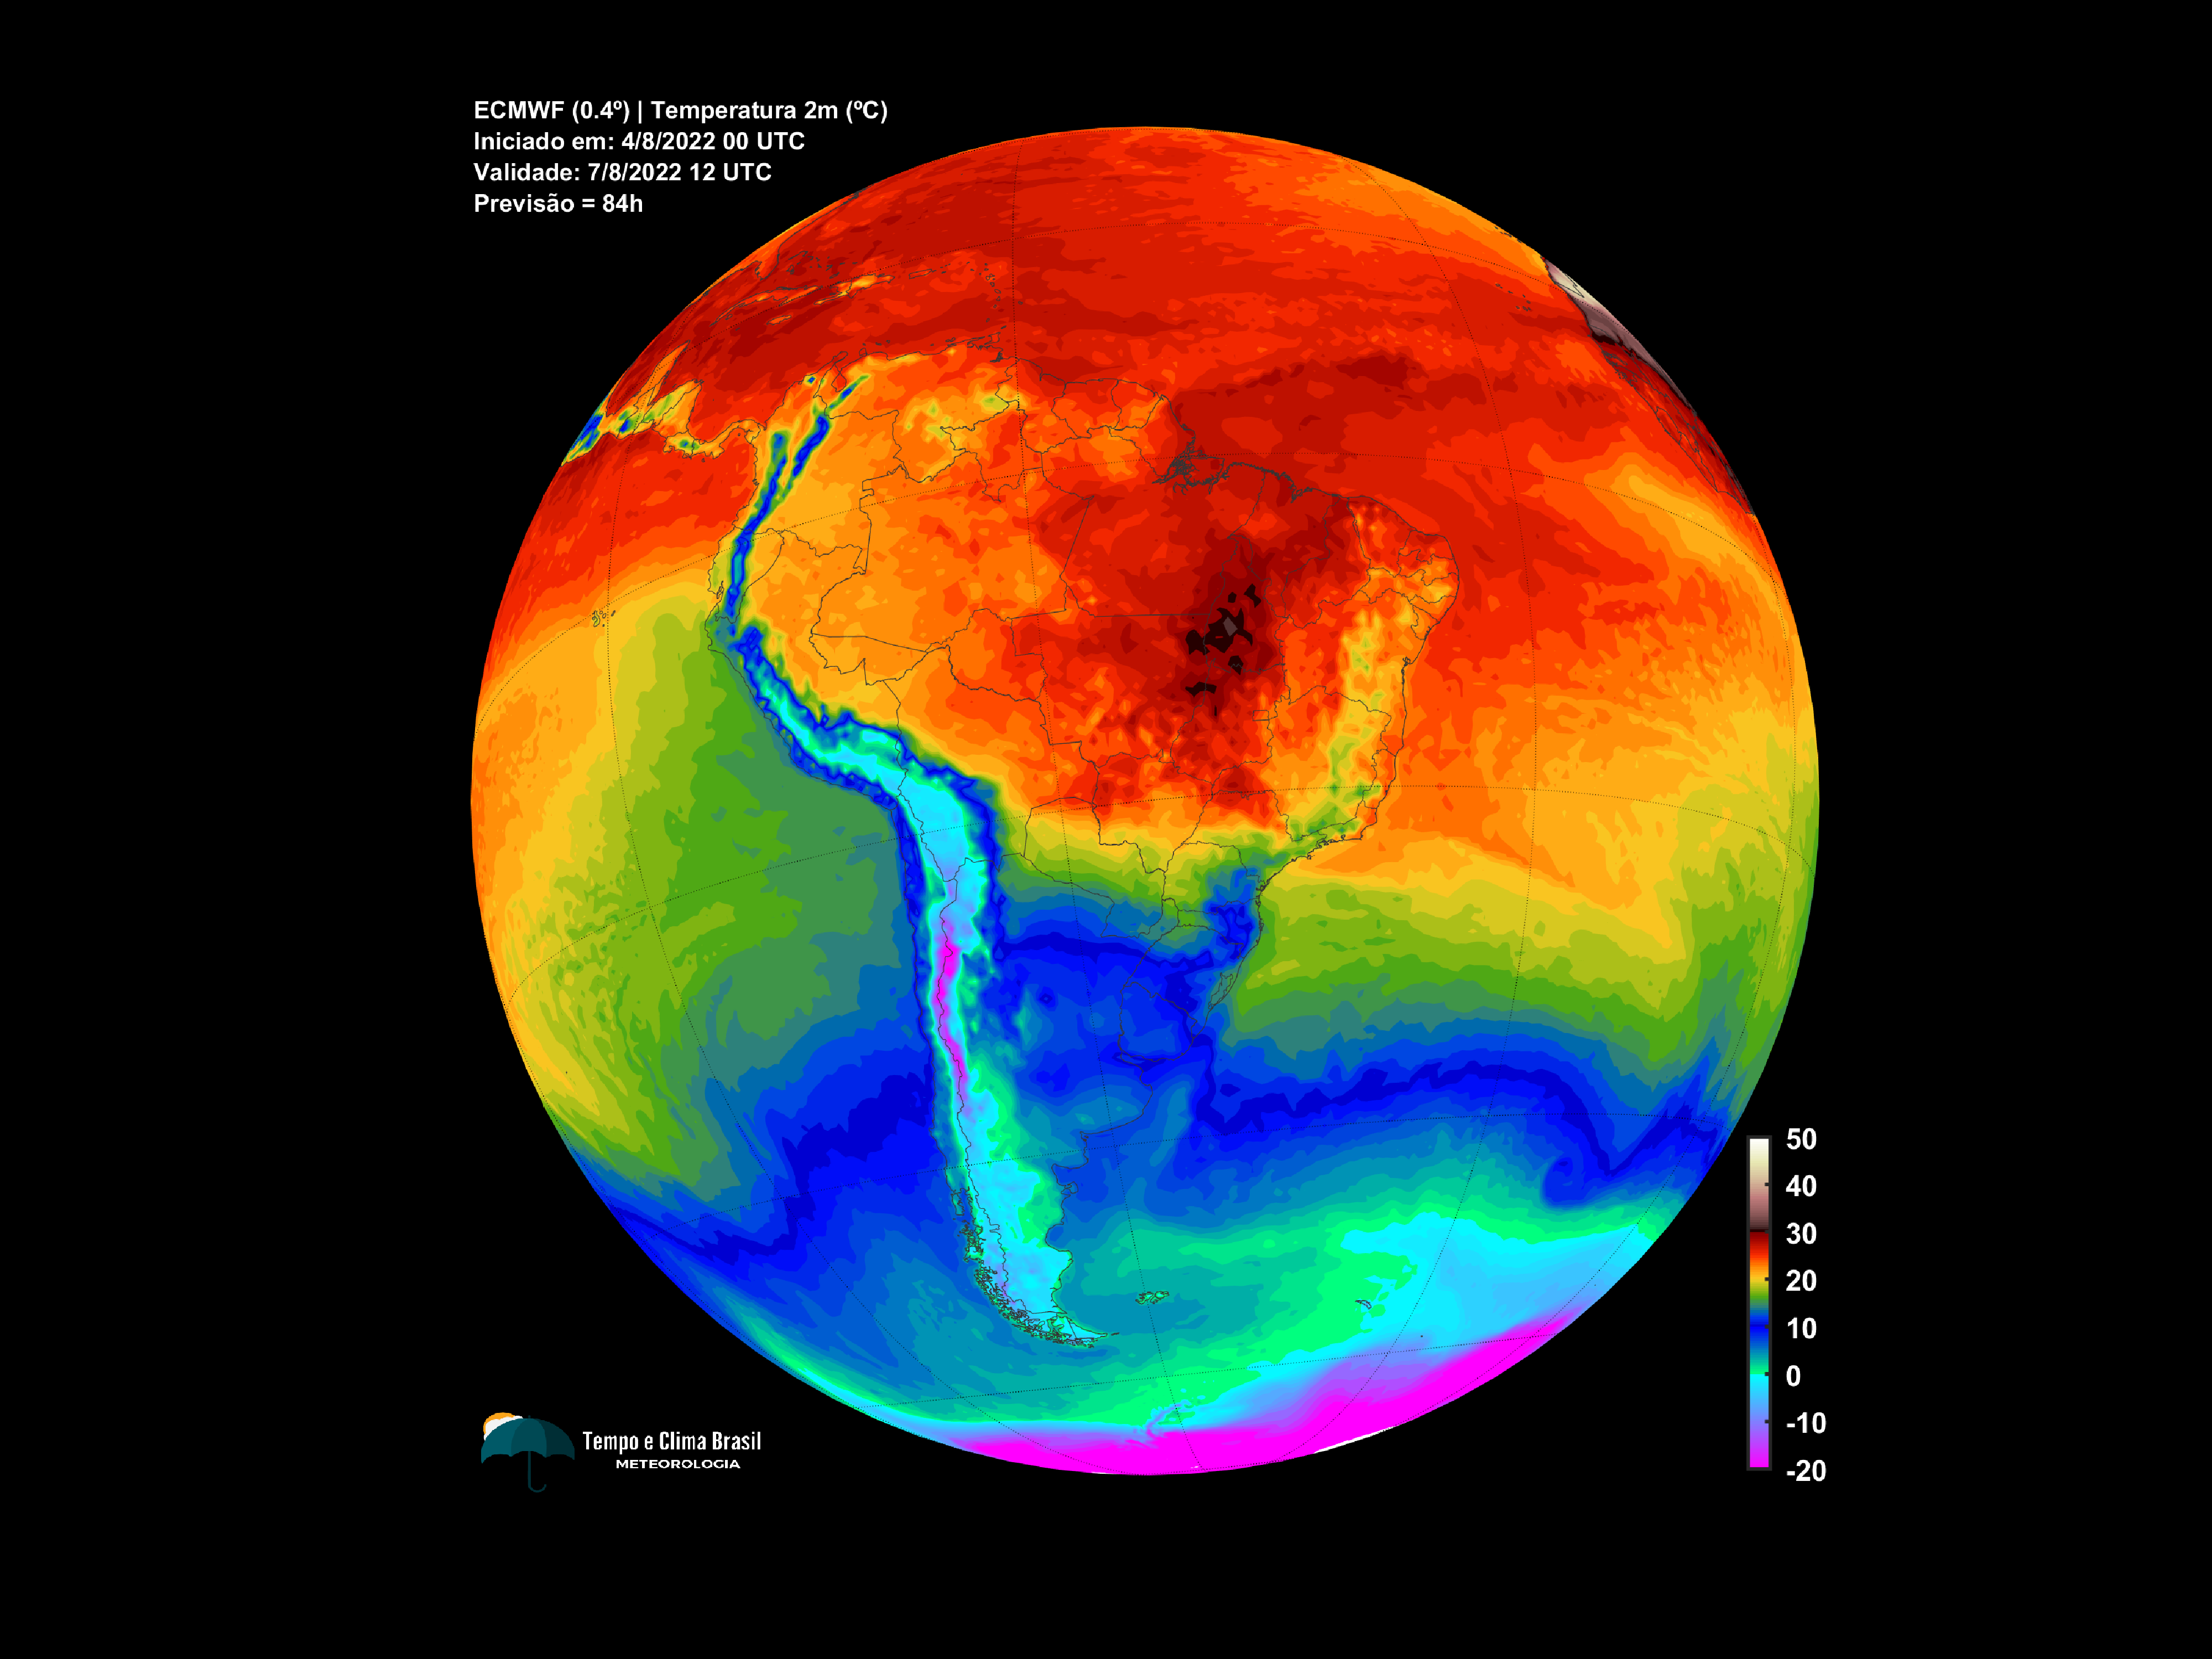 ECMWF (0.4º) | Temperatura 2m (ºC)
Iniciado em: 4/8/2022 00 UTC
Validade: 7/8/2022 12 UTC
Previsão = 84h
50
40
30
20
10
0
-10
-20
Tempo e Clima Brasil
METEOROLOGIA